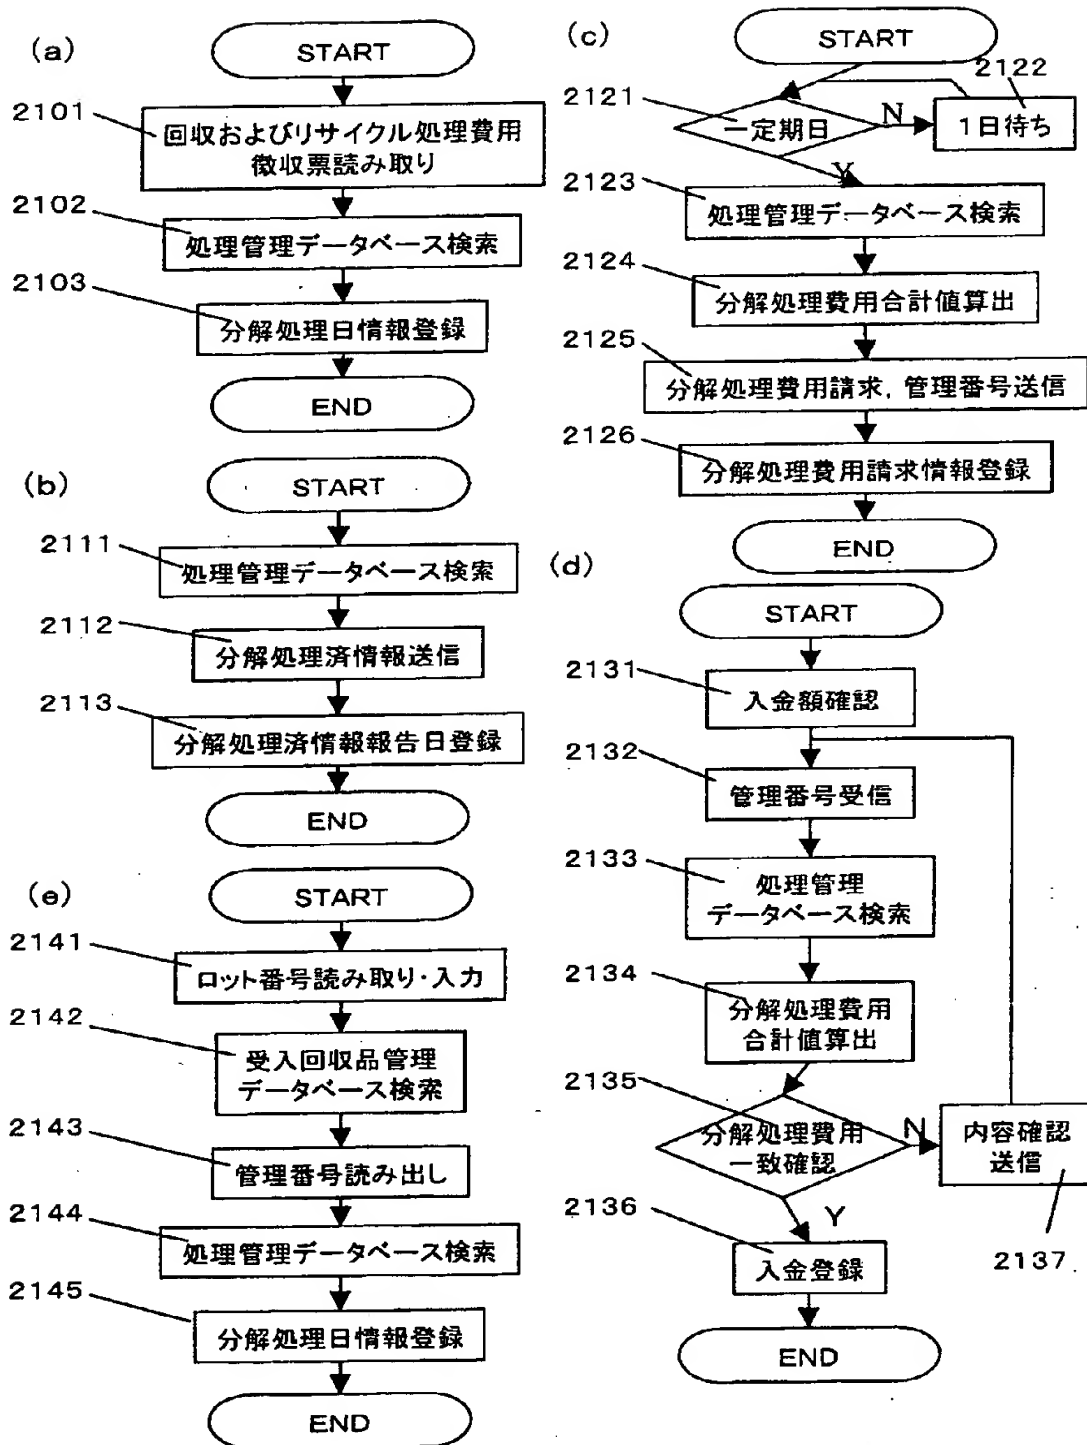 (a)
START
2101
回収およびリサイクル処理費用
徴収票読み取り
2102
処理管理データベース検索
2103
分解処理日情報登録
END
(b)
START
2111
処理管理データベース検索
2112
分解処理済情報送信
2113
分解処理済情報報告日登録
END
(e)
START
2141
ロット番号読み取り・入力
2142
受入回収品管理
データベース検索
2143
管理番号読み出し
2144
処理管理データベース検索
2145
分解処理日情報登録
END
(c)
START
2122
2121
一定期日
N
1日待ち
Y
2123
処理管理データベース検索
2124
分解処理費用合計値算出
2125
分解処理費用請求，管理番号送信
2126
分解処理費用請求情報登録
END
(d)
START
2131
入金額確認
2132
管理番号受信
2133
処理管理
データベース検索
2134
分解処理費用
合計値算出
2135
分解処理費用
一致確認
N
内容確認
送信
2136
Y
2137
入金登録
END